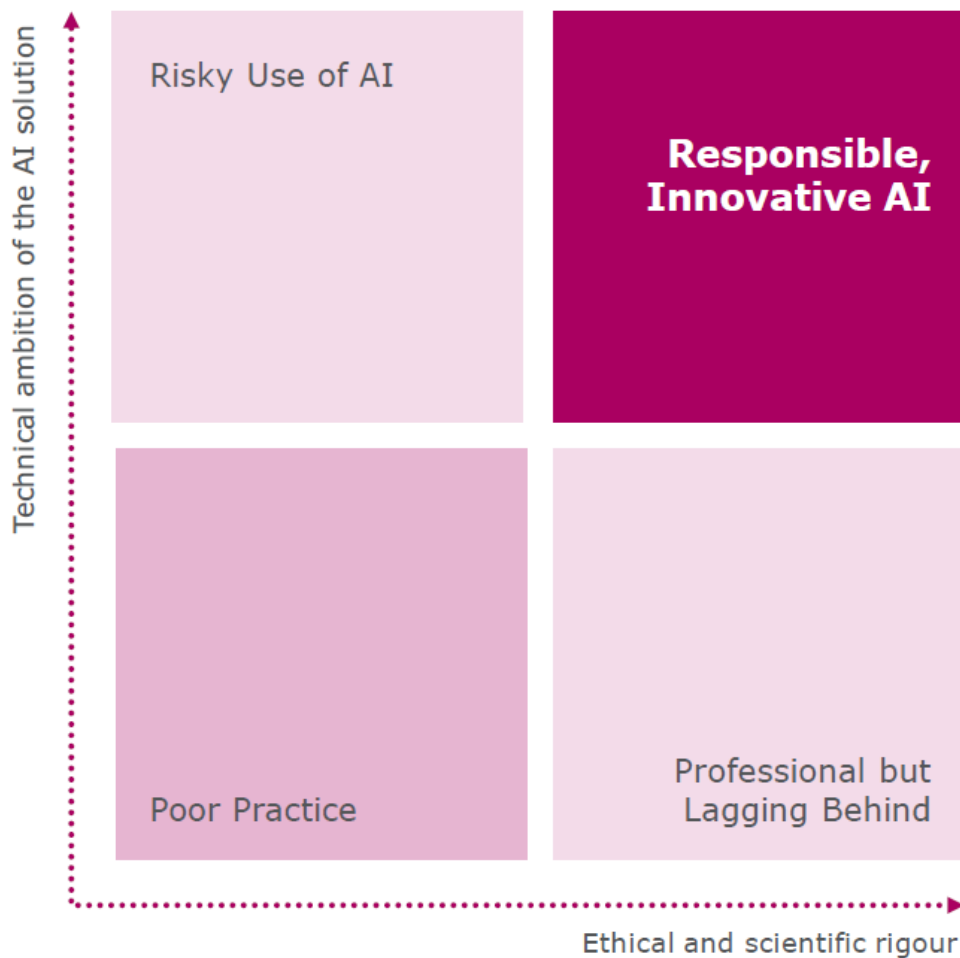 Technical ambition of the AI solution
Risky Use of AI
Responsible,
Innovative AI
Poor Practice
Professional but
Lagging Behind
Ethical and scientific rigour